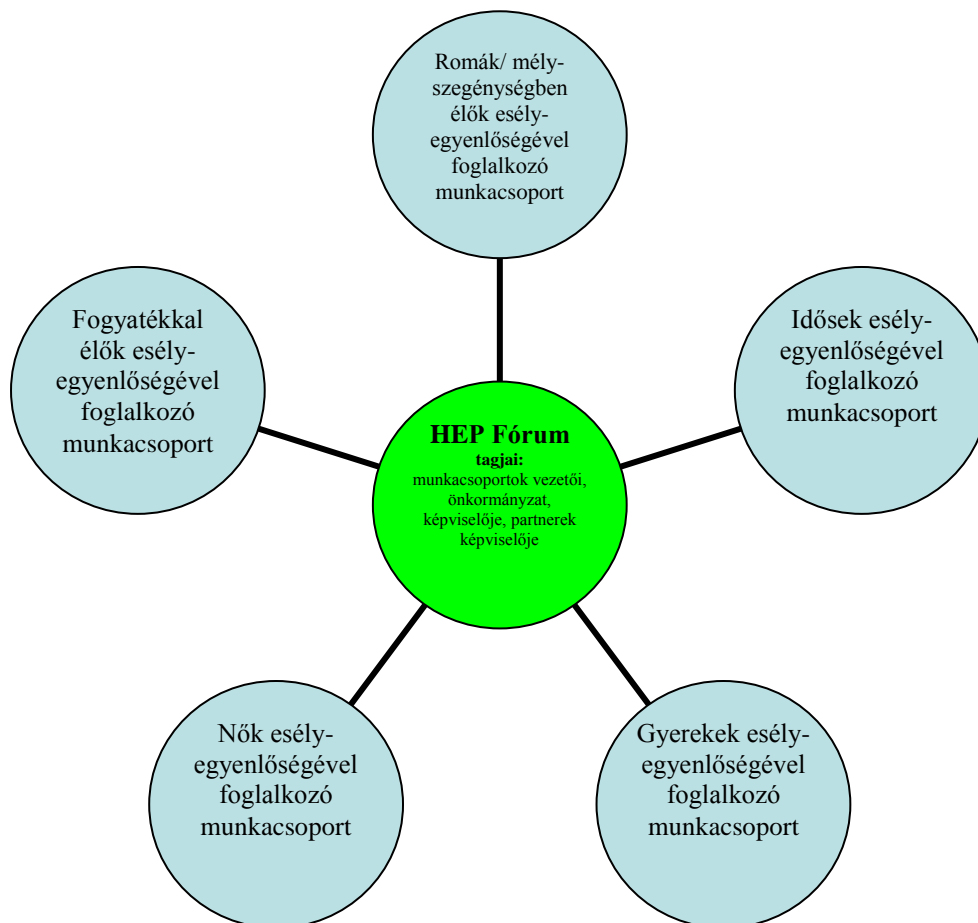 Romák/ mély-
szegénységben
élők esély-
egyenlőségével
foglalkozó
munkacsoport
Fogyatékkal
élők esély-
egyenlőségével
foglalkozó
munkacsoport
Idősek esély-
egyenlőségével
foglalkozó
munkacsoport
HEP Fórum
tagjai:
munkacsoportok vezetői,
önkormányzat,
képviselője, partnerek
képviselője
Nők esély-
egyenlőségével
foglalkozó
munkacsoport
Gyerekek esély-
egyenlőségével
foglalkozó
munkacsoport